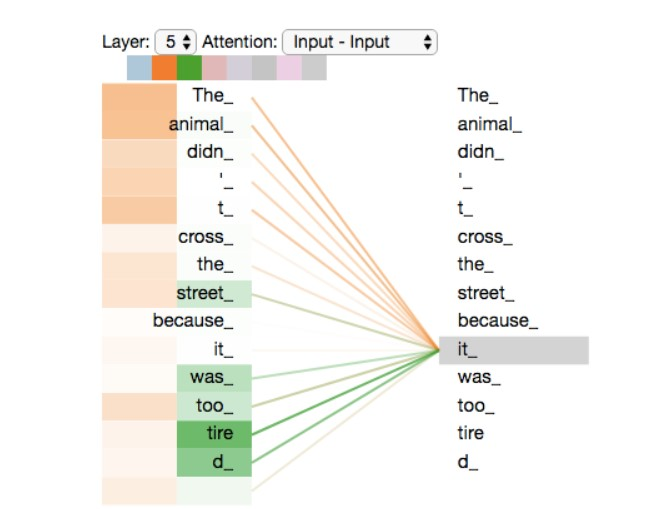 Layer: 5 Attention: Input - Input
The_ The_
animal_ animal_
didn_ didn_
'_ '_
t_ t_
cross_ cross_
the_ the_
street_ street_
because_ because_
it_ it_
was_ was_
too_ too_
tire tire
d_ d_